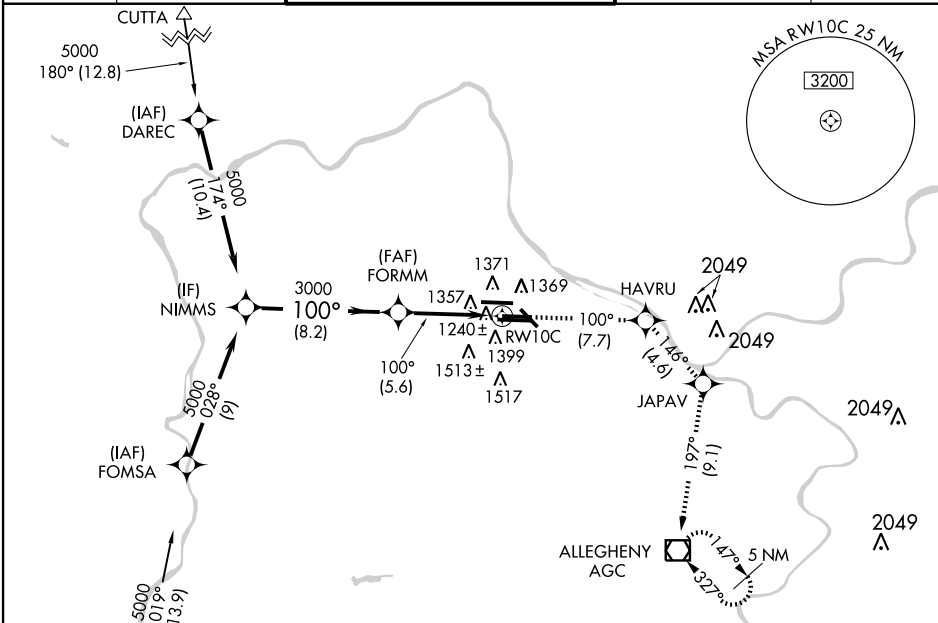 CUTTA
5000
180° (12.8)
(IAF)
DAREC
5000
174°
(10.4)
(IF)
NIMMS
3000
100°
(8.2)
(FAF)
FORMM
100°
(5.6)
5000
028°
(9)
(IAF)
FOMSA
5000
019°
13.9)
1371
1369
1357
1240±
RW10C
1399
1513±
1517
100°
(7.7)
HAVRU
146°
(4.6)
JAPAV
2049
2049
2049
2049
197°
(9.1)
ALLEGHENY
AGC
147°
327°
5 NM
MSA RW10C 25 NM
3200